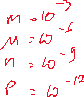 m = 10⁻³
M = 10⁻⁶
n = 10⁻⁹
P = 10⁻¹²